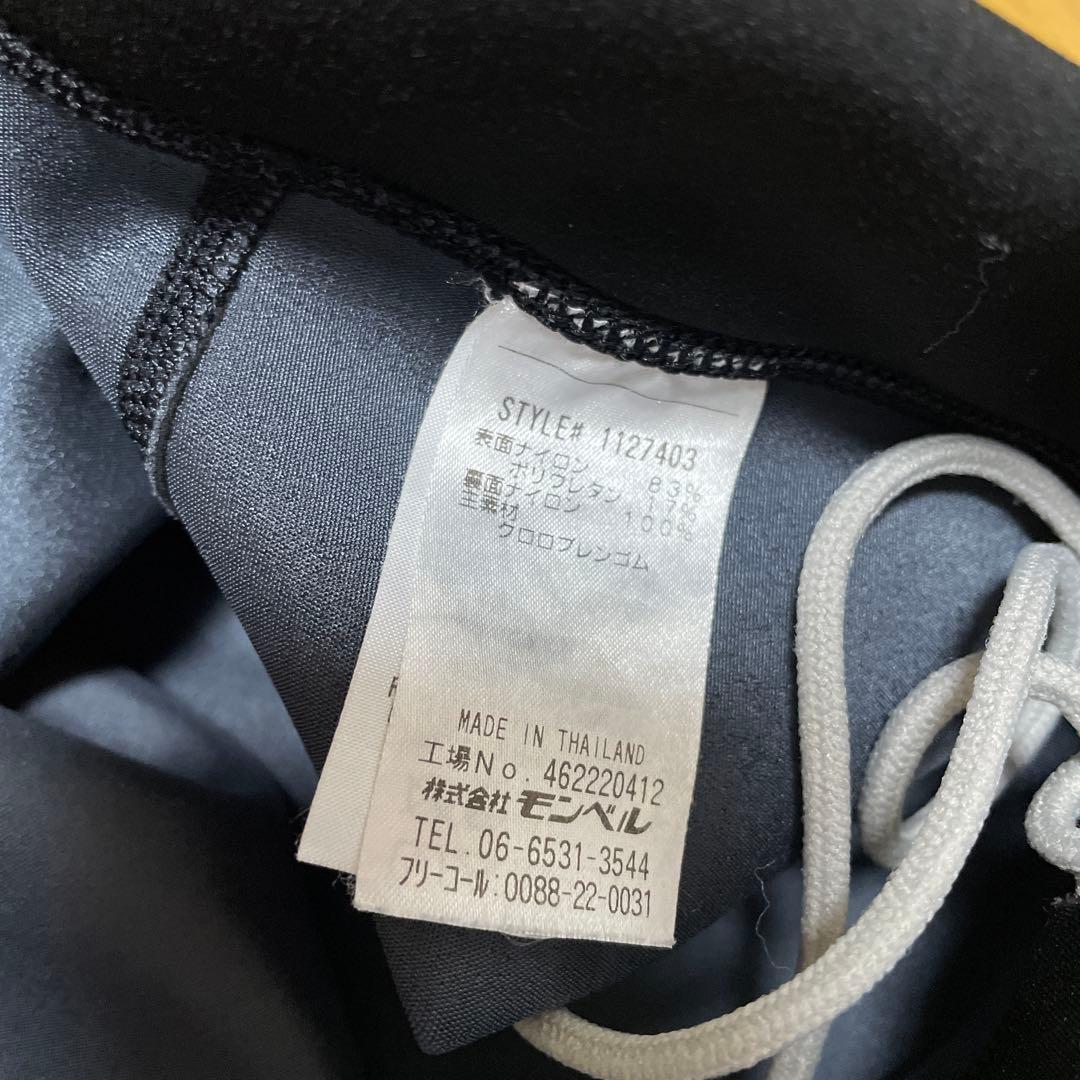 STYLE# 1127403
表面ナイロン 83%
ポリウレタン 17%
裏面ナイロン 100%
主素材
クロロプレンゴム
MADE IN THAILAND
工場No. 462220412
株式会社 モンベル
TEL. 06-6531-3544
フリーコール:0088-22-0031